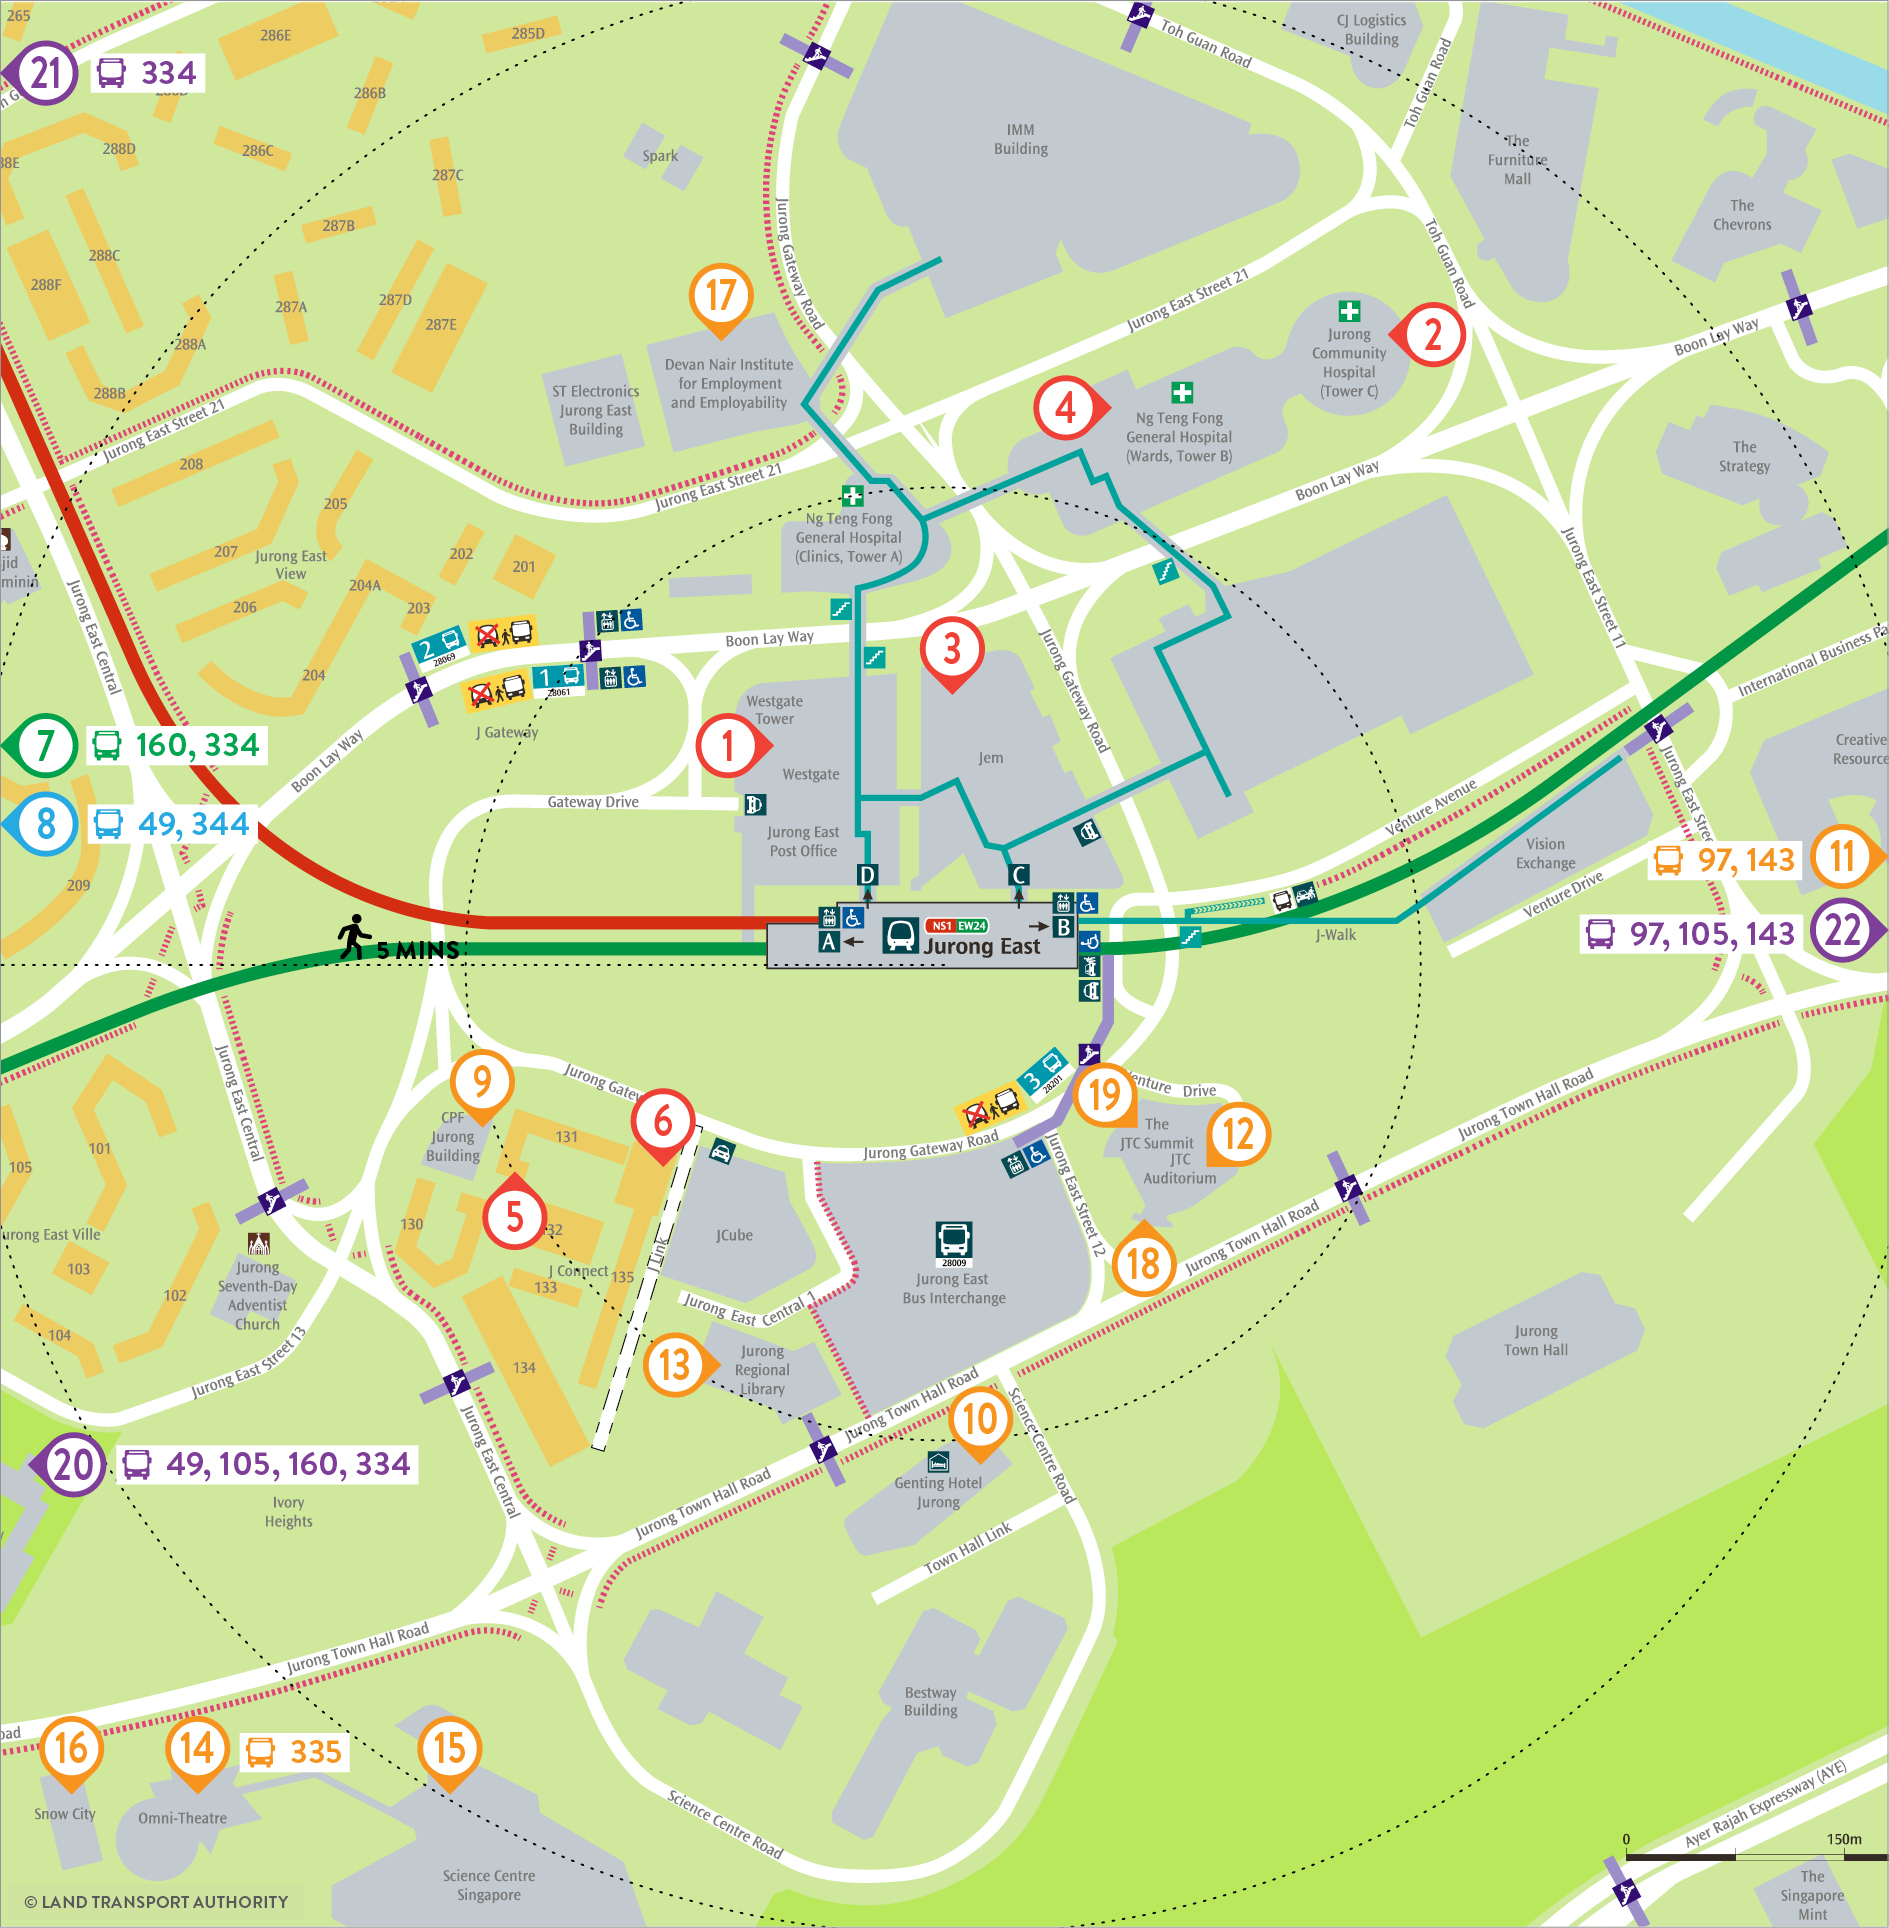 265
286E
285D
Toh Guan Road
CJ Logistics
Building
21
334
286D
286B
288D
286C
IMM
Building
Toh Guan Road
The
Furniture
Mall
Spark
287C
287B
288C
288F
287A
287D
287E
288A
288B
The
Chevrons
Jurong Gateway Road
Toh Guan Road
Jurong East Street 21
Boon Lay Way
17
Devan Nair Institute
for Employment
and Employability
ST Electronics
Jurong East
Building
Jurong
Community
Hospital
(Tower C)
2
4
Ng Teng Fong
General Hospital
(Wards, Tower B)
Jurong East Street 21
208
Jurong East Street 21
Boon Lay Way
The
Strategy
205
207
Jurong East
View
202
201
204A
206
203
204
Ng Teng Fong
General Hospital
(Clinics, Tower A)
Jurong East Central
Jurong East Street 11
2
28069
1
28061
Boon Lay Way
3
Jurong Gateway Road
J Gateway
Westgate
Tower
1
Westgate
Jem
7
160, 334
Boon Lay Way
8
49, 344
Gateway Drive
Jurong East
Post Office
209
Venture Avenue
Vision
Exchange
Venture Drive
Creative
Resource
97, 143
11
97, 105, 143
22
D
C
A
B
NS1 EW24
Jurong East
J-Walk
5 MINS
Jurong East Central
9
CPF
Jurong
Building
131
6
3
28201
19
The
JTC Summit
JTC
Auditorium
12
Drive
Jurong Gateway Road
Jurong East Street 12
Jurong Town Hall Road
101
105
5
130
J Link
JCube
Jurong East
Bus Interchange
28009
18
Jurong Town Hall Road
103
102
104
Jurong
Seventh-Day
Adventist
Church
J Connect
133
135
134
Jurong East Central 1
13
Jurong
Regional
Library
Jurong East Street 13
Jurong
Town Hall
Jurong Town Hall Road
10
Genting Hotel
Jurong
Science Centre Road
Town Hall Link
20
49, 105, 160, 334
Ivory
Heights
Jurong East Central
Jurong Town Hall Road
Jurong Town Hall Road
Bestway
Building
16
14
335
15
Snow City
Omni-Theatre
Science Centre
Singapore
Science Centre Road
Ayer Rajah Expressway (AYE)
0
150m
The
Singapore
Mint
© LAND TRANSPORT AUTHORITY